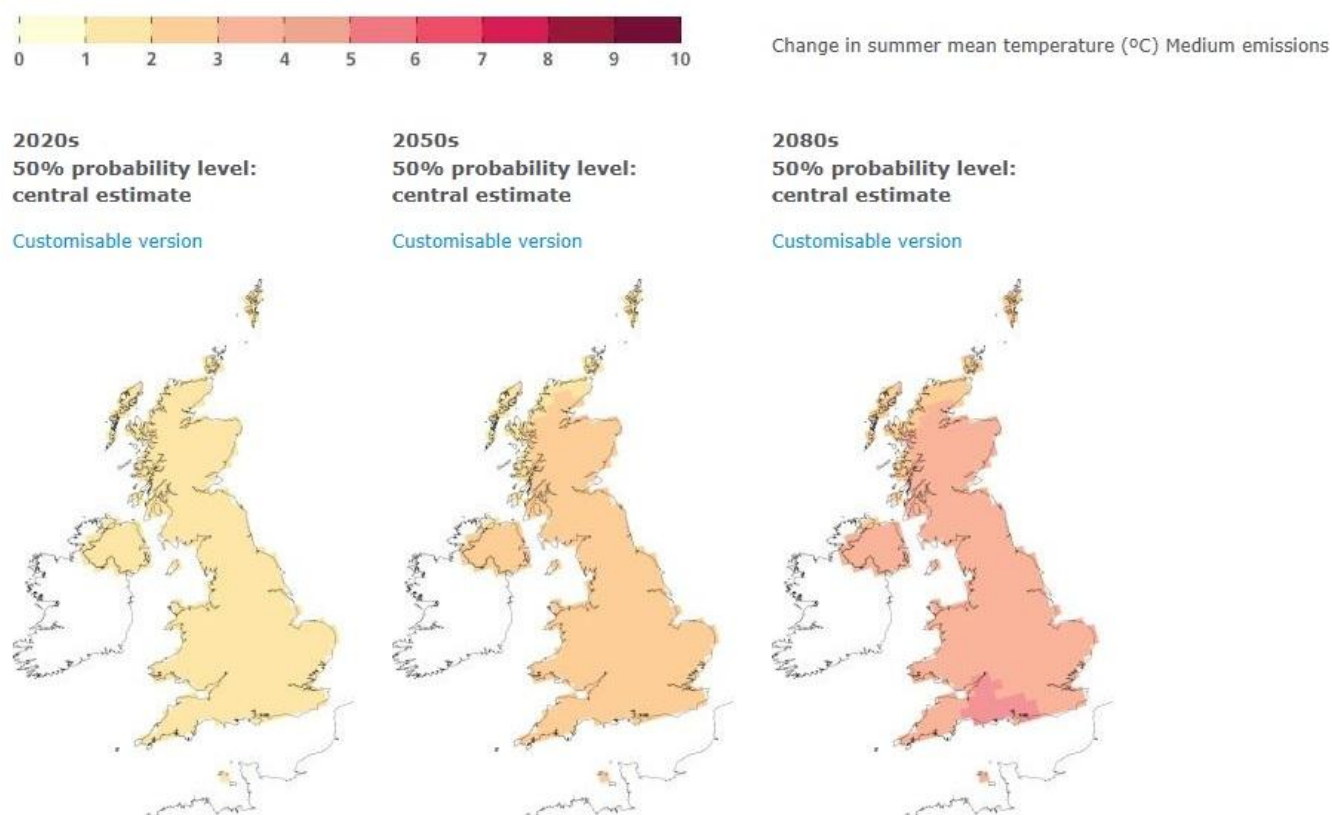 0 1 2 3 4 5 6 7 8 9 10
Change in summer mean temperature (ºC) Medium emissions
2020s
50% probability level:
central estimate
Customisable version
2050s
50% probability level:
central estimate
Customisable version
2080s
50% probability level:
central estimate
Customisable version